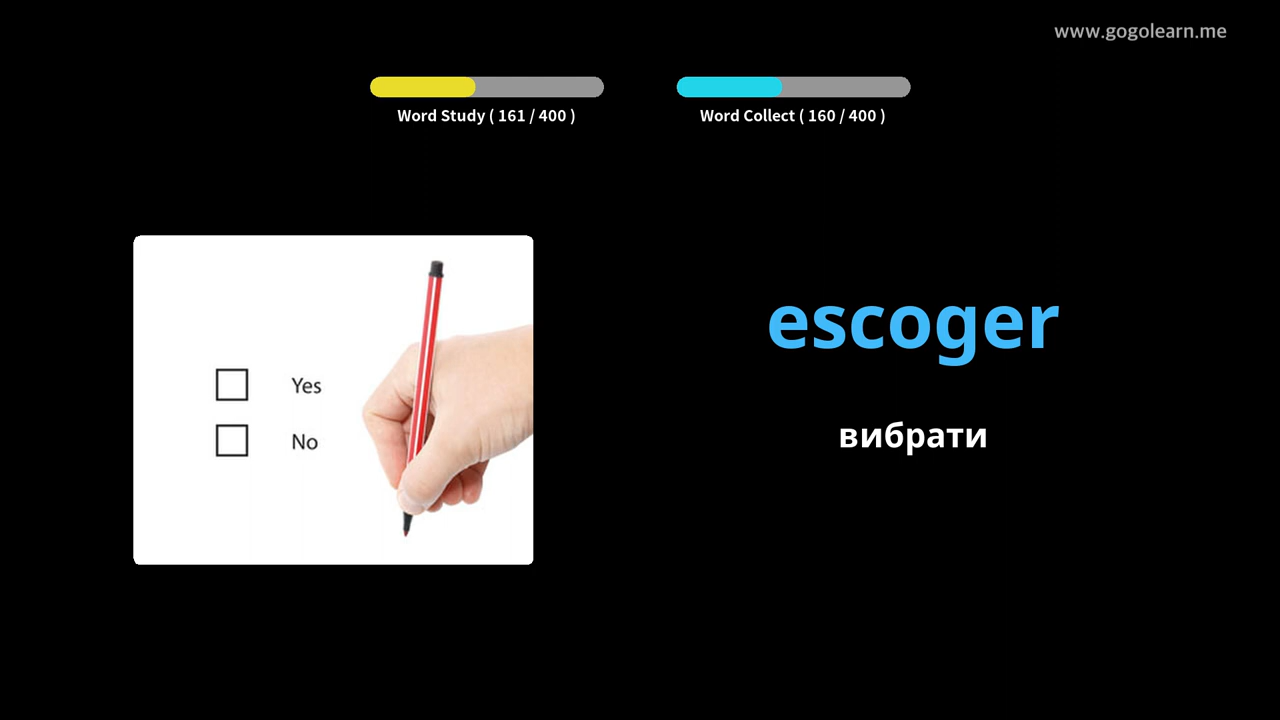 www.gogolearn.me
Word Study ( 161 / 400 )
Word Collect ( 160 / 400 )
Yes
No
escoger
вибрати